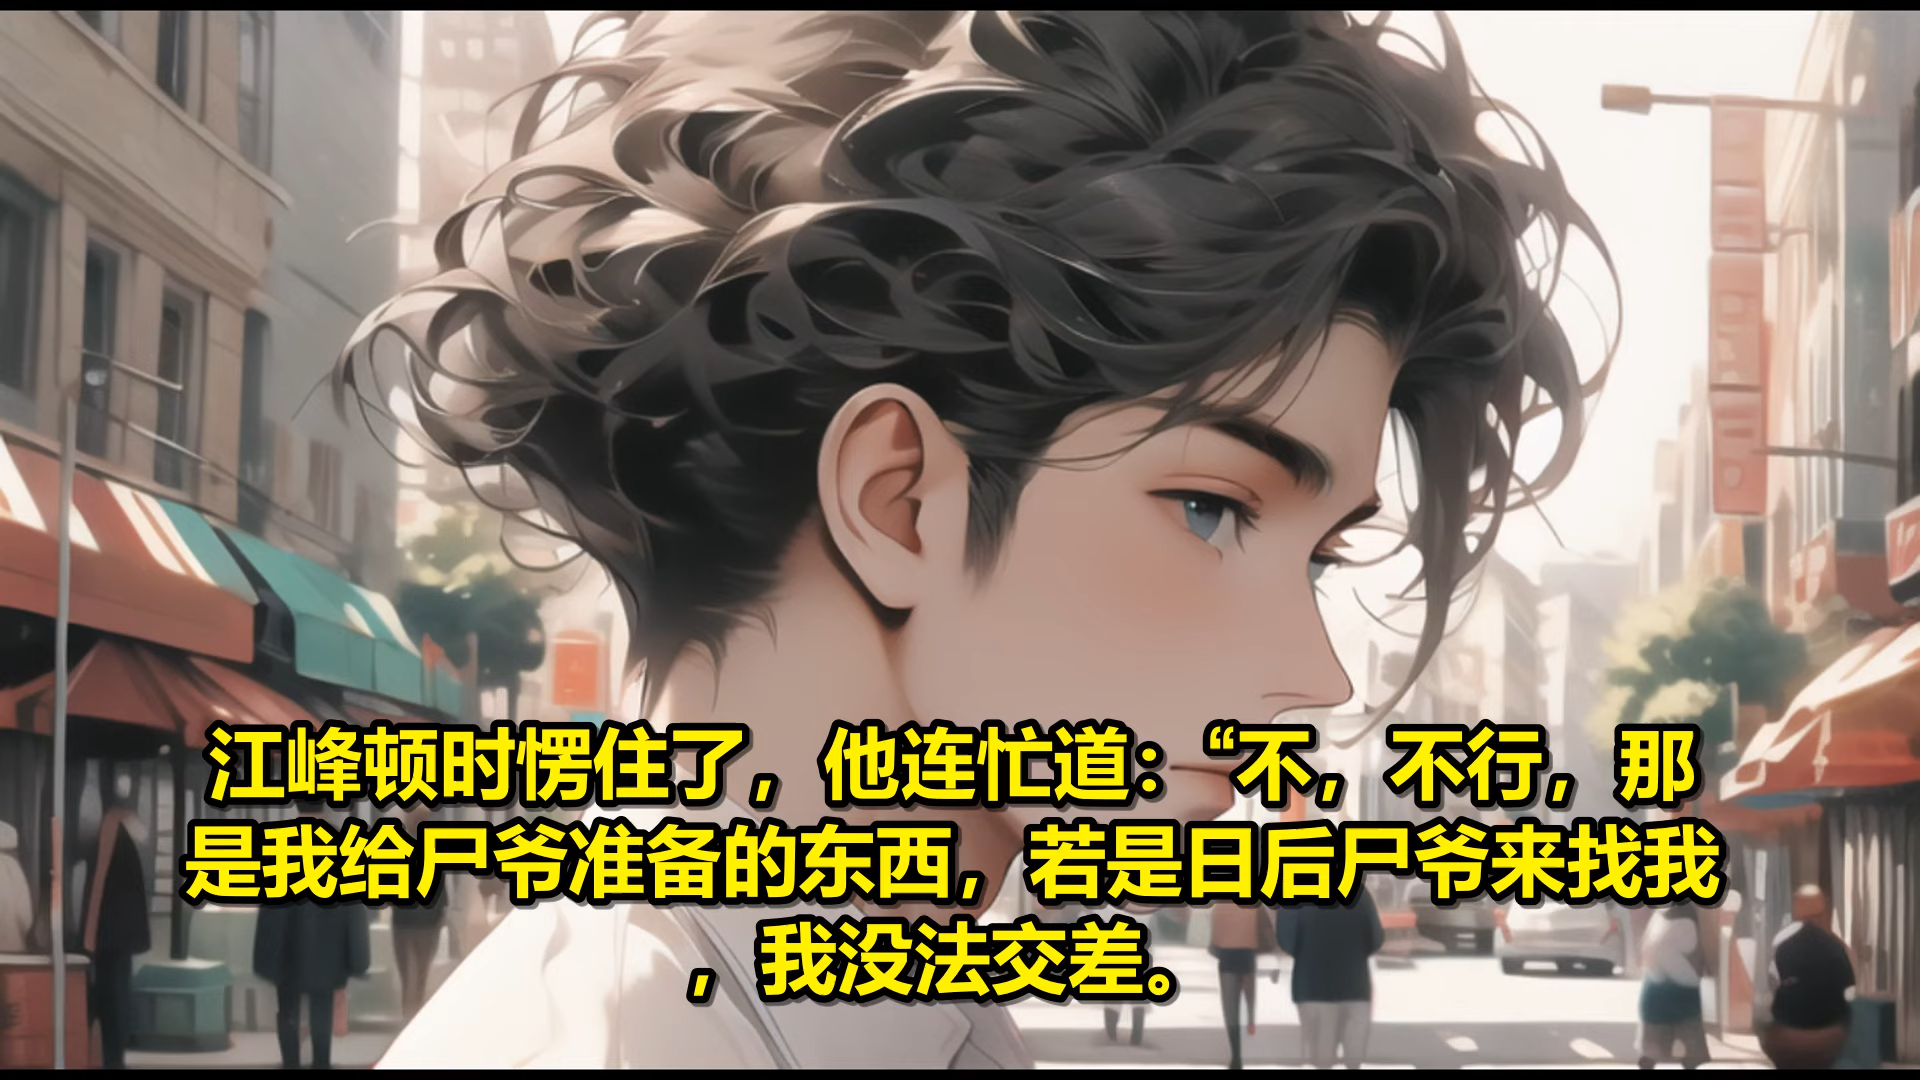 江峰顿时愣住了，他连忙道：“不，不行，那
是我给尸爷准备的东西，若是日后尸爷来找我
，我没法交差。